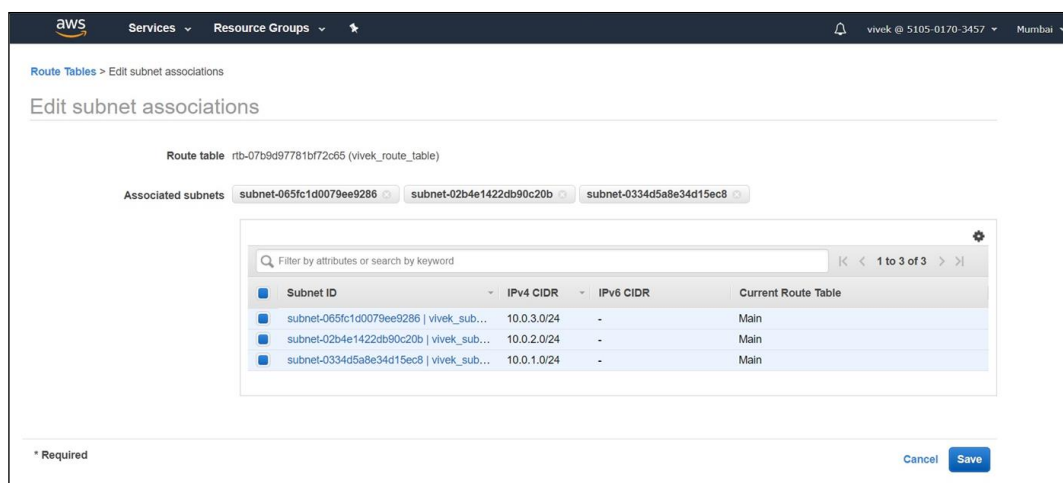 aws Services Resource Groups vivek @ 5105-0170-3457 Mumbai
Route Tables > Edit subnet associations
Edit subnet associations
Route table rtb-07b9d97781bf72c65 (vivek_route_table)
Associated subnets subnet-065fc1d0079ee9286 subnet-02b4e1422db90c20b subnet-0334d5a8e34d15ec8
Filter by attributes or search by keyword 1 to 3 of 3
Subnet ID IPv4 CIDR IPv6 CIDR Current Route Table
subnet-065fc1d0079ee9286 | vivek_sub... 10.0.3.0/24 - Main
subnet-02b4e1422db90c20b | vivek_sub... 10.0.2.0/24 - Main
subnet-0334d5a8e34d15ec8 | vivek_sub... 10.0.1.0/24 - Main
* Required Cancel Save